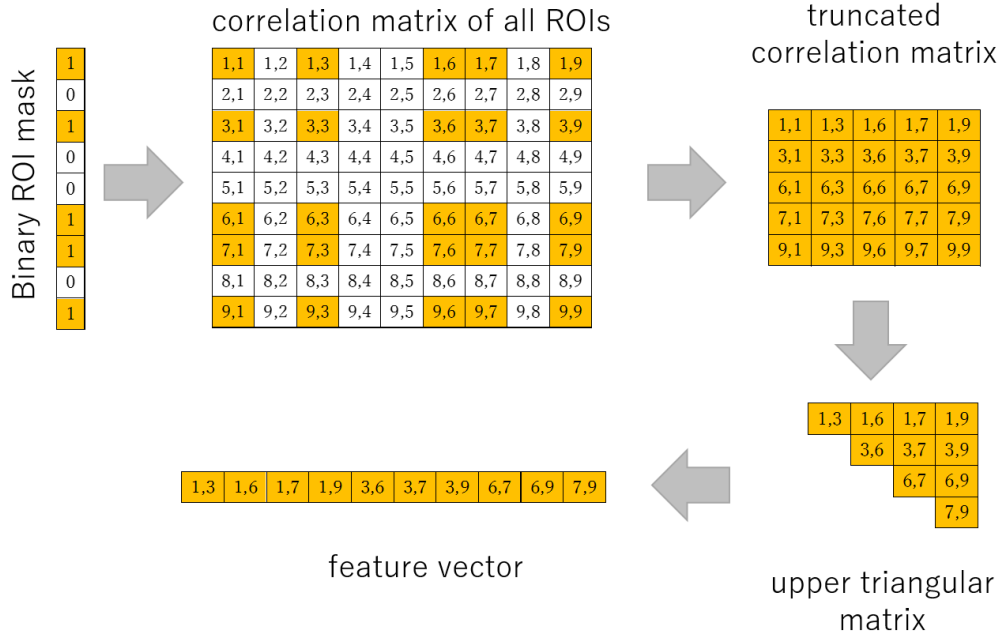 correlation matrix of all ROIs
truncated
correlation matrix
Binary ROI mask
1
0
1
0
0
1
1
0
1
1,1 1,2 1,3 1,4 1,5 1,6 1,7 1,8 1,9
2,1 2,2 2,3 2,4 2,5 2,6 2,7 2,8 2,9
3,1 3,2 3,3 3,4 3,5 3,6 3,7 3,8 3,9
4,1 4,2 4,3 4,4 4,5 4,6 4,7 4,8 4,9
5,1 5,2 5,3 5,4 5,5 5,6 5,7 5,8 5,9
6,1 6,2 6,3 6,4 6,5 6,6 6,7 6,8 6,9
7,1 7,2 7,3 7,4 7,5 7,6 7,7 7,8 7,9
8,1 8,2 8,3 8,4 8,5 8,6 8,7 8,8 8,9
9,1 9,2 9,3 9,4 9,5 9,6 9,7 9,8 9,9
1,1 1,3 1,6 1,7 1,9
3,1 3,3 3,6 3,7 3,9
6,1 6,3 6,6 6,7 6,9
7,1 7,3 7,6 7,7 7,9
9,1 9,3 9,6 9,7 9,9
1,3 1,6 1,7 1,9
3,6 3,7 3,9
6,7 6,9
7,9
upper triangular
matrix
1,3 1,6 1,7 1,9 3,6 3,7 3,9 6,7 6,9 7,9
feature vector